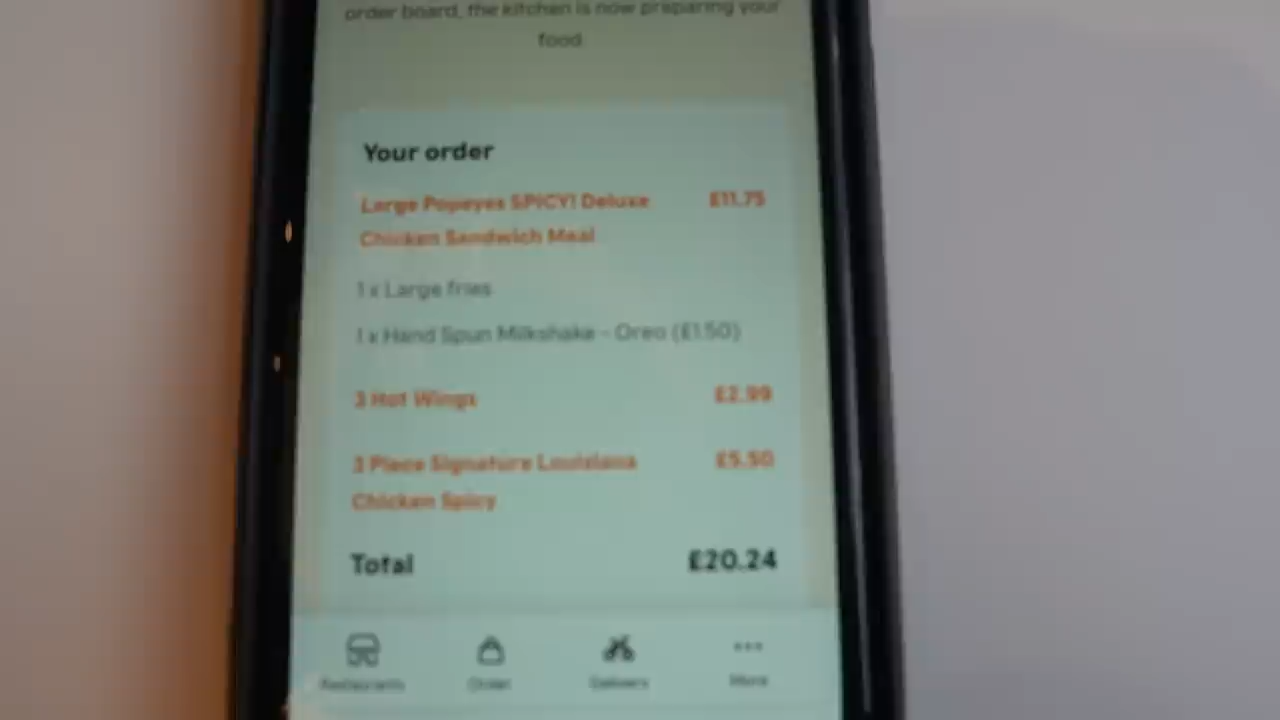 order board, the kitchen is now preparing your
food
Your order
Large Popeyes SPICY! Deluxe £11.75
Chicken Sandwich Meal
1 x Large fries
1 x Hand Spun Milkshake - Oreo (£1.50)
3 Hot Wings £2.99
3 Piece Signature Louisiana £5.50
Chicken Spicy
Total £20.24
Restaurants Order Delivery More